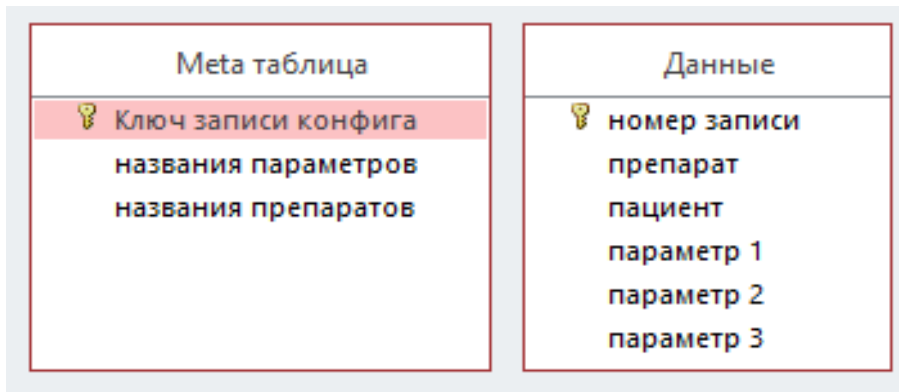 Meta таблица
Ключ записи конфига
названия параметров
названия препаратов
Данные
номер записи
препарат
пациент
параметр 1
параметр 2
параметр 3